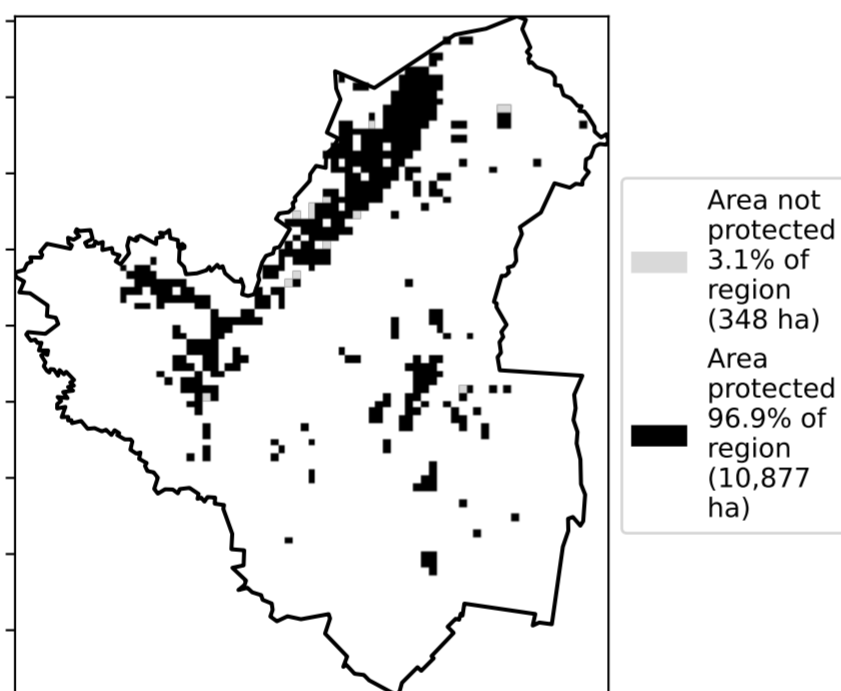 Area not
protected
3.1% of
region
(348 ha)
Area
protected
96.9% of
region
(10,877
ha)